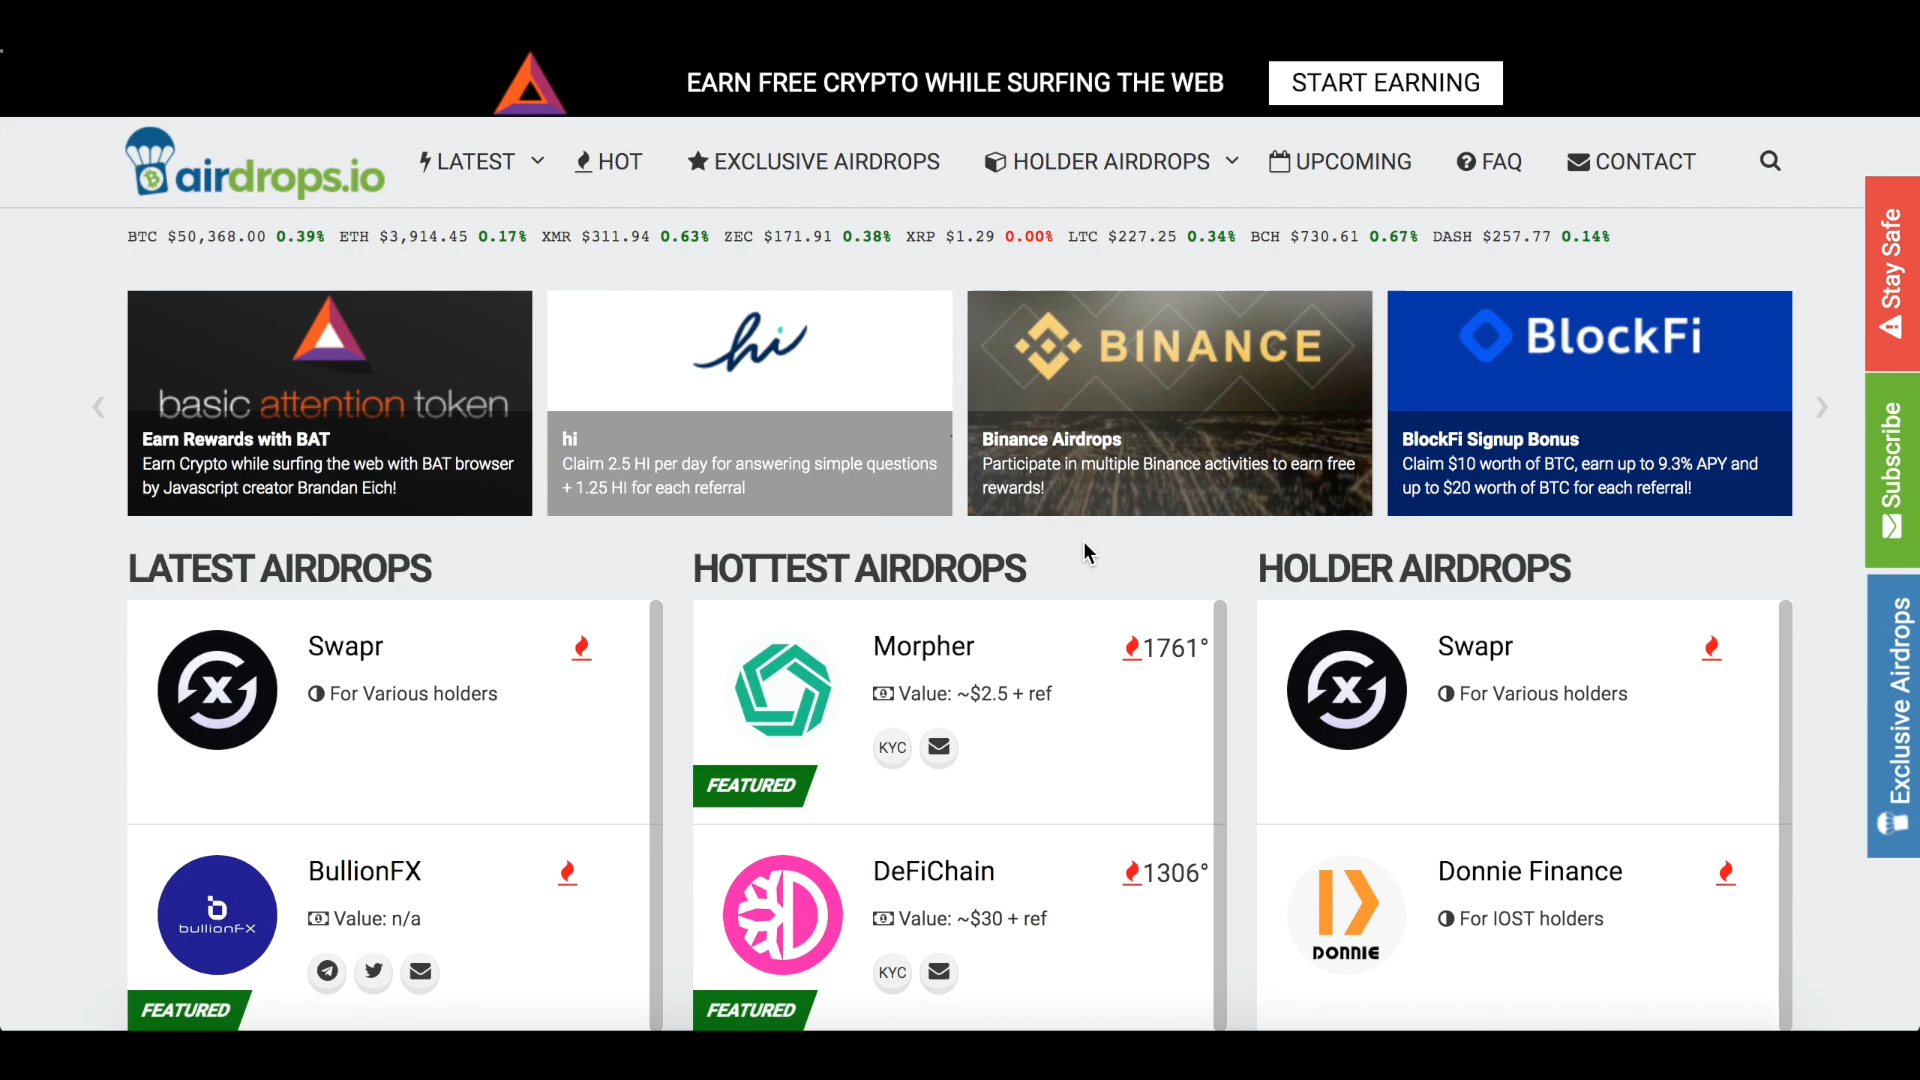 EARN FREE CRYPTO WHILE SURFING THE WEB START EARNING
airdrops.io LATEST HOT EXCLUSIVE AIRDROPS HOLDER AIRDROPS UPCOMING FAQ CONTACT
BTC $50,368.00 0.39% ETH $3,914.45 0.17% XMR $311.94 0.63% ZEC $171.91 0.38% XRP $1.29 0.00% LTC $227.25 0.34% BCH $730.61 0.67% DASH $257.77 0.14%
basic attention token
Earn Rewards with BAT
Earn Crypto while surfing the web with BAT browser
by Javascript creator Brandan Eich!
hi
hi
Claim 2.5 HI per day for answering simple questions
+ 1.25 HI for each referral
BINANCE
Binance Airdrops
Participate in multiple Binance activities to earn free
rewards!
BlockFi
BlockFi Signup Bonus
Claim $10 worth of BTC, earn up to 9.3% APY and
up to $20 worth of BTC for each referral!
Stay Safe
Subscribe
Exclusive Airdrops
LATEST AIRDROPS
Swapr
For Various holders
BullionFX
bullionFX
Value: n/a
FEATURED
HOTTEST AIRDROPS
Morpher 1761°
Value: ~$2.5 + ref
KYC
FEATURED
DeFiChain 1306°
Value: ~$30 + ref
KYC
FEATURED
HOLDER AIRDROPS
Swapr
For Various holders
Donnie Finance
For IOST holders
DONNIE